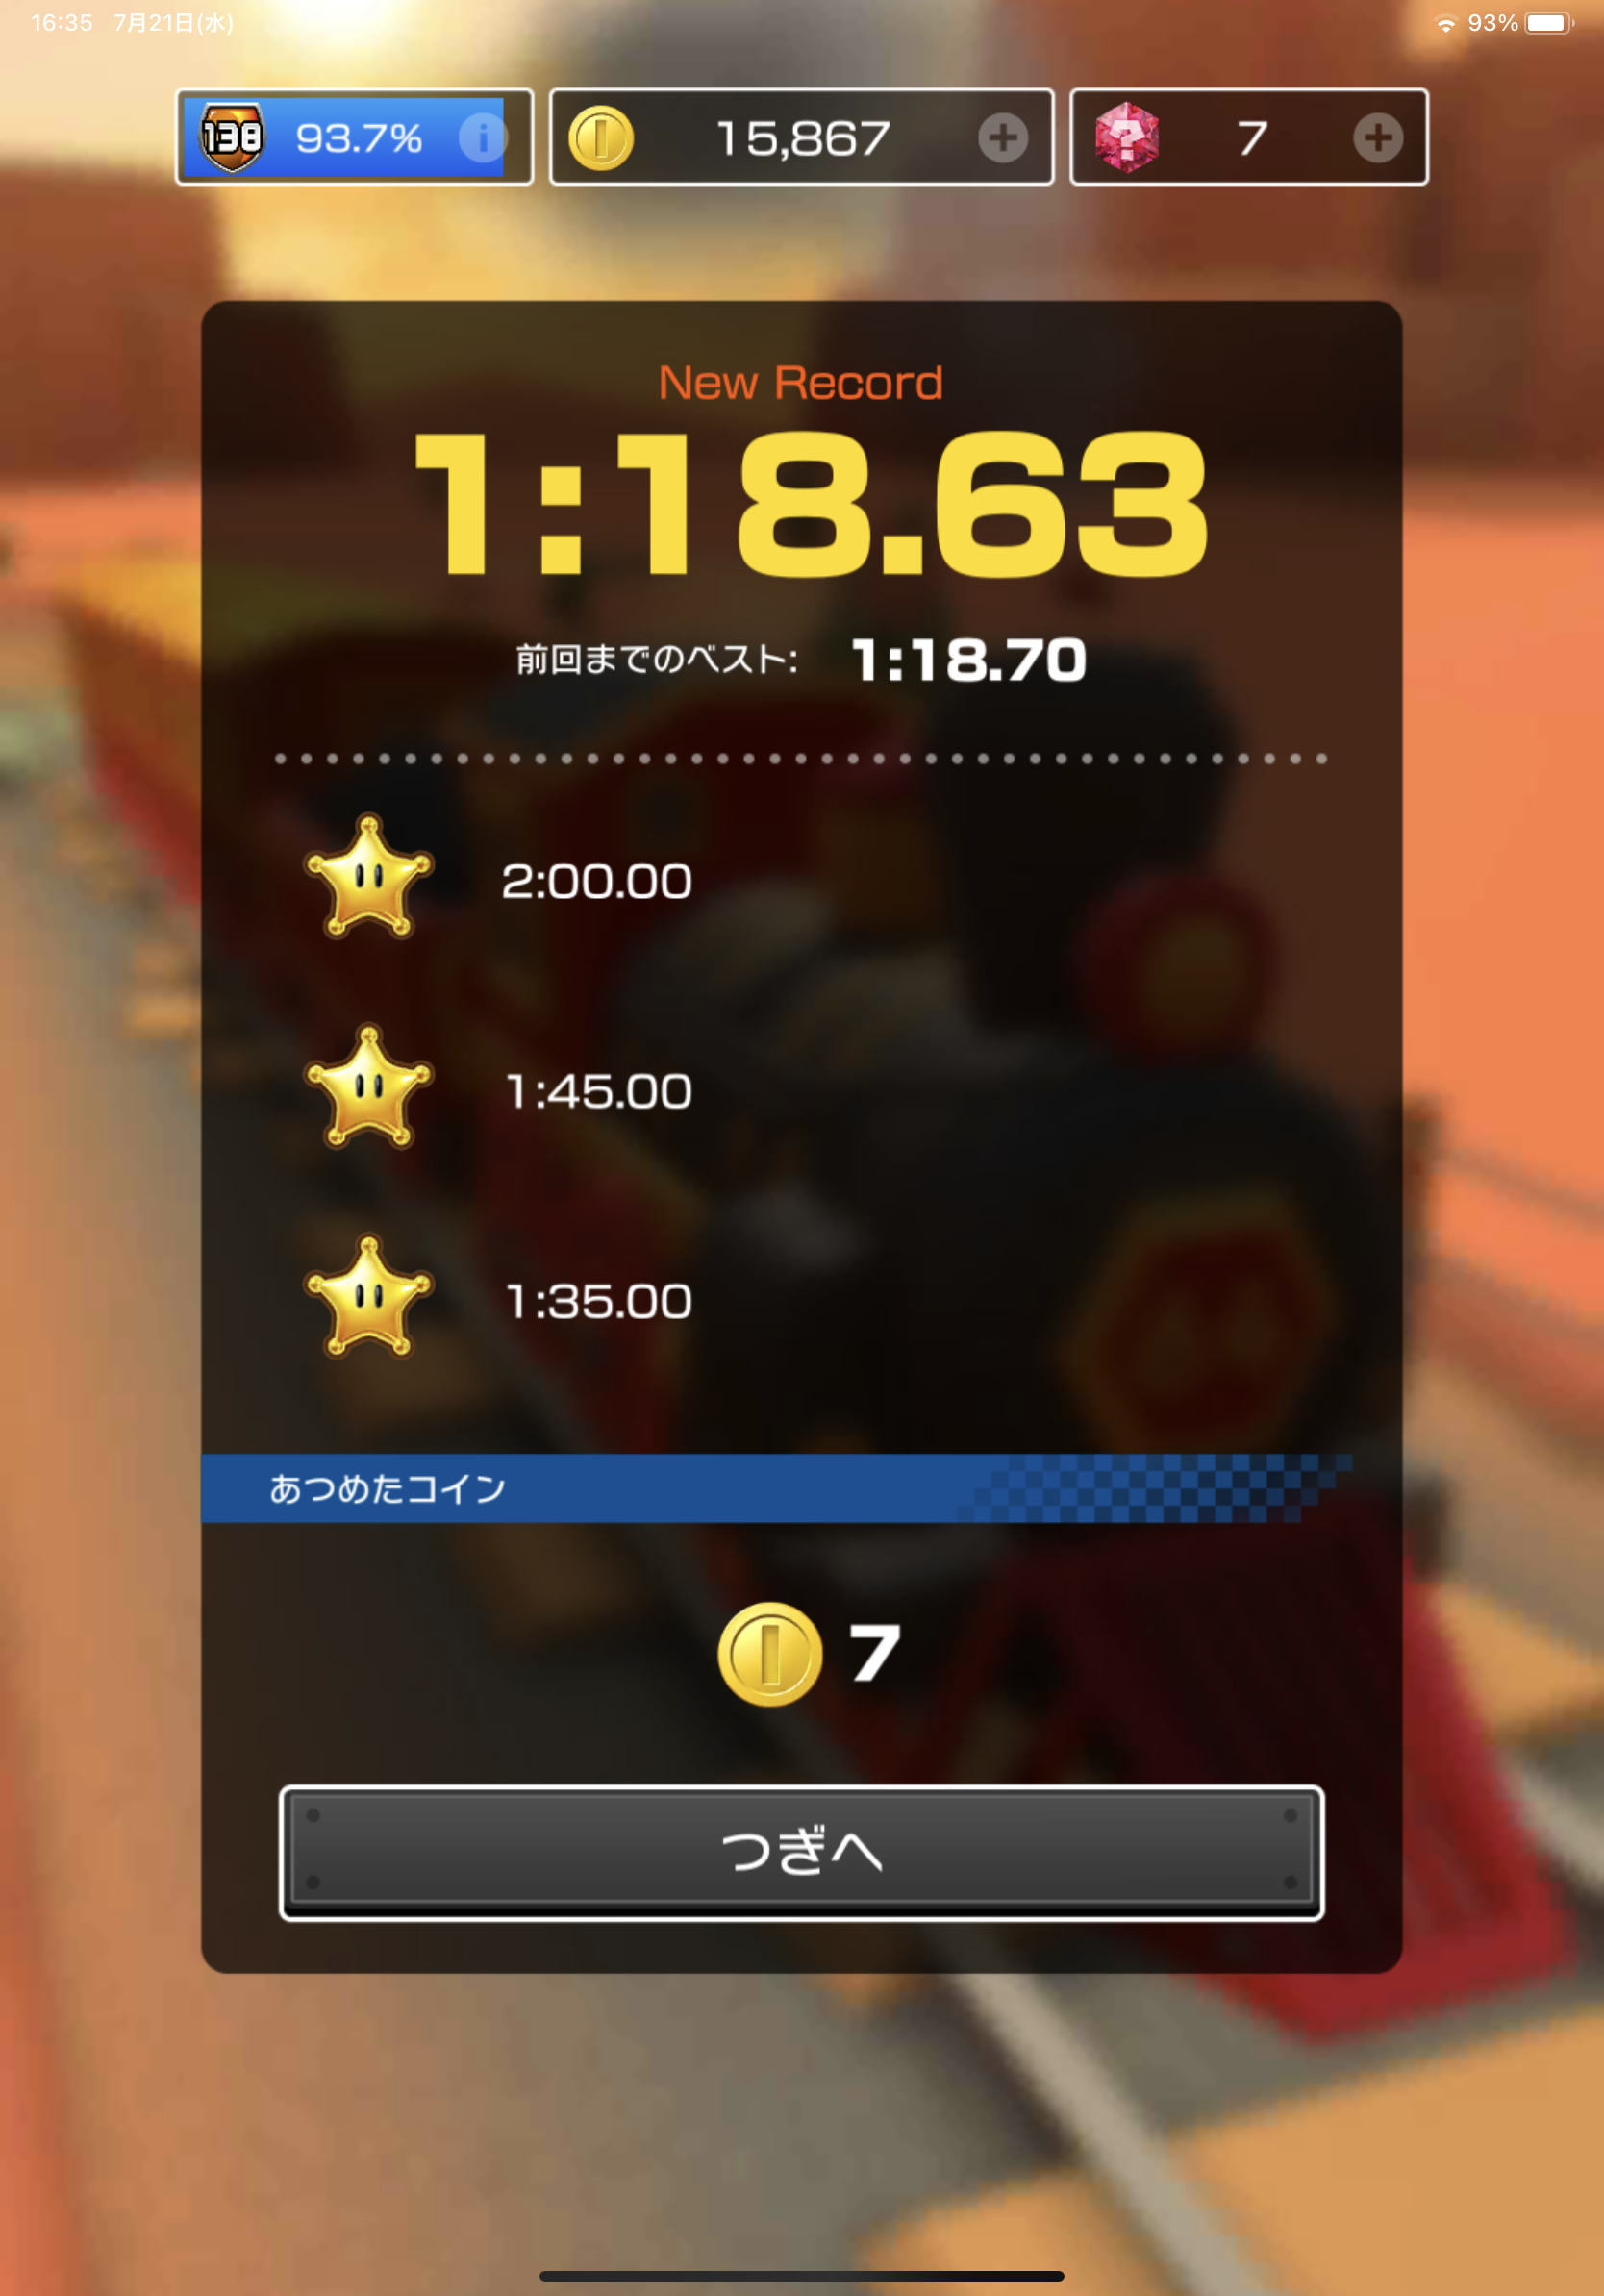 16:35 7月21日(水) 93%
138 93.7% i 15,867 + 7 +
New Record
1:18.63
前回までのベスト: 1:18.70
2:00.00
1:45.00
1:35.00
あつめたコイン
7
つぎへ